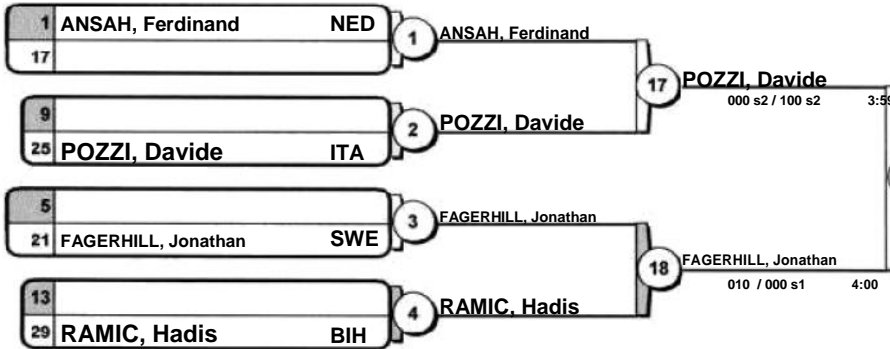 1 ANSAH, Ferdinand NED
17
1 ANSAH, Ferdinand
9
25 POZZI, Davide ITA
2 POZZI, Davide
17 POZZI, Davide
000 s2 / 100 s2 3:59
5
21 FAGERHILL, Jonathan SWE
3 FAGERHILL, Jonathan
13
29 RAMIC, Hadis BIH
4 RAMIC, Hadis
18 FAGERHILL, Jonathan
010 / 000 s1 4:00